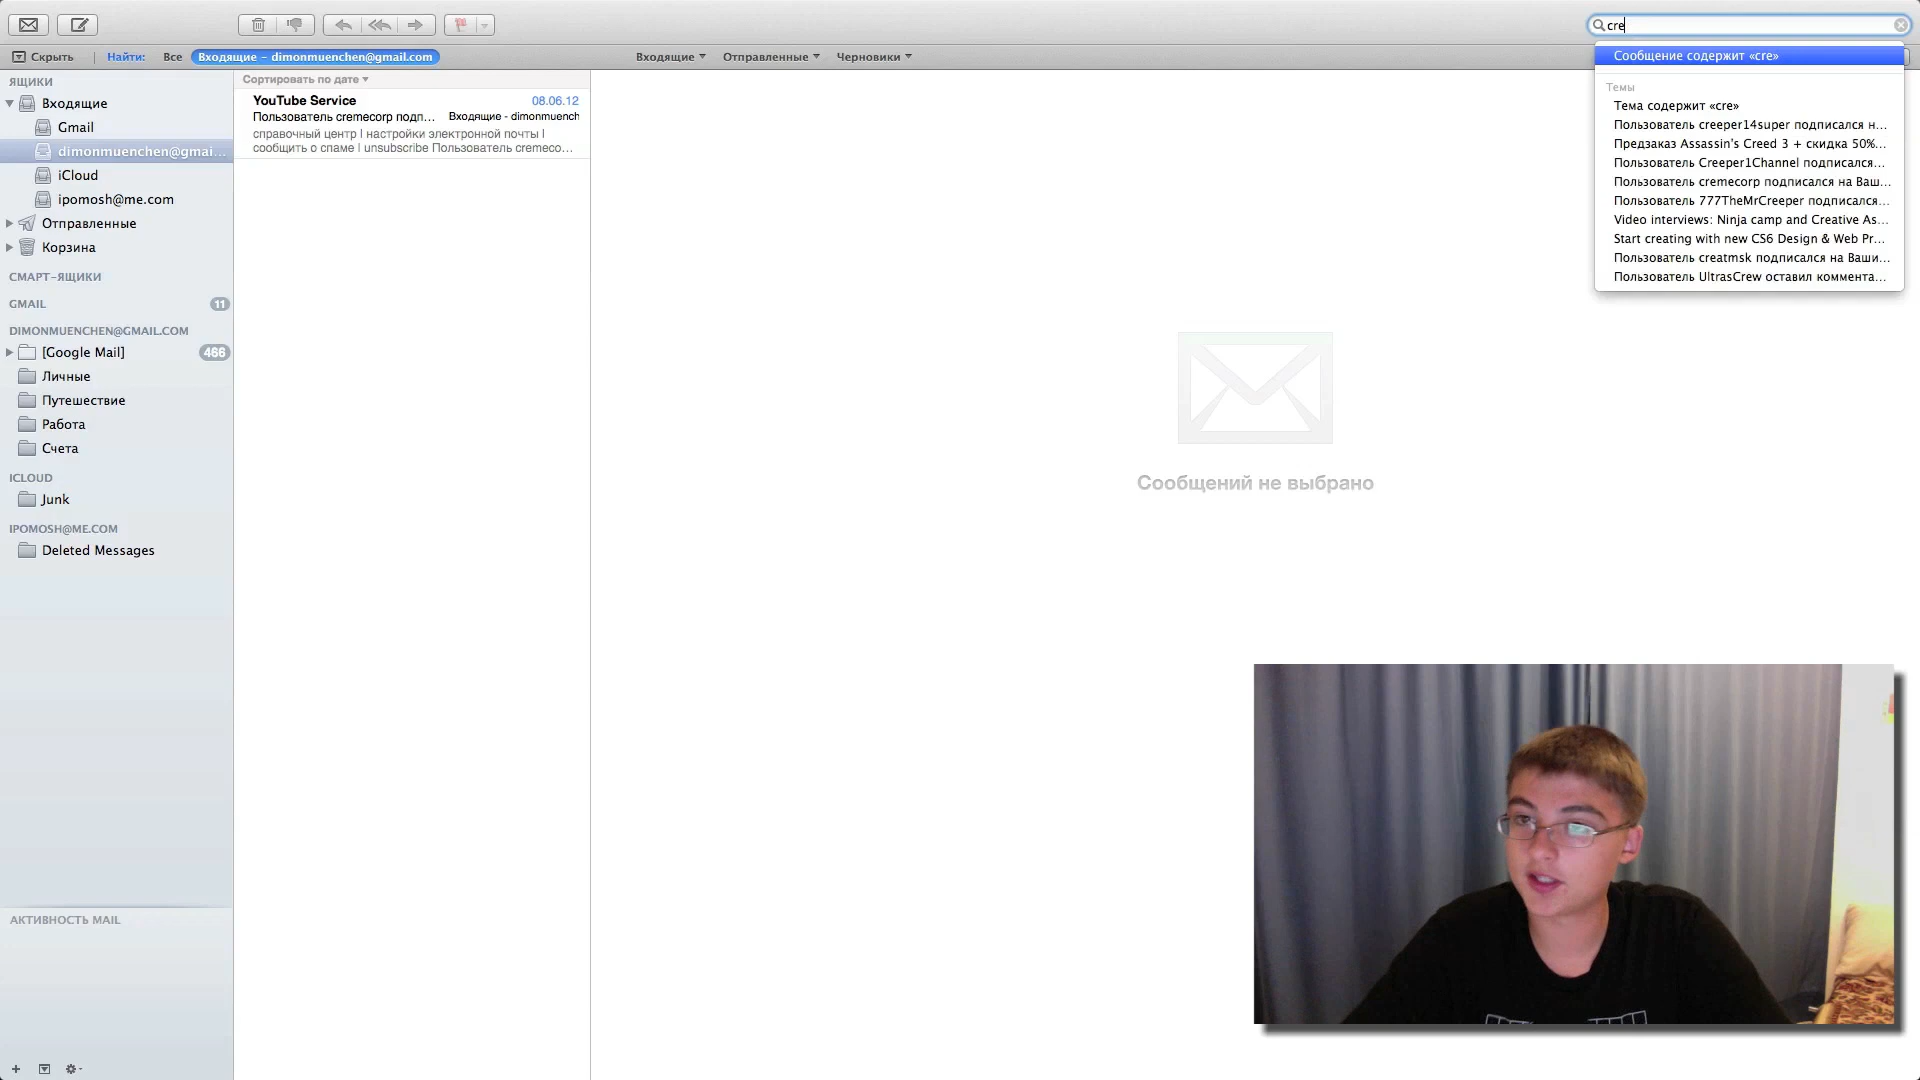 cre
Скрыть
Найти:
Все
Входящие – dimonmuenchen@gmail.com
Входящие
Отправленные
Черновики
Сообщение содержит «cre»
Темы
Тема содержит «cre»
Пользователь creeper14super подписался н...
Предзаказ Assassin's Creed 3 + скидка 50%...
Пользователь Creeper1Channel подписался...
Пользователь cremecorp подписался на Ваш...
Пользователь 777TheMrCreeper подписался...
Video interviews: Ninja camp and Creative As...
Start creating with new CS6 Design & Web Pr...
Пользователь creatmsk подписался на Ваши...
Пользователь UltrasCrew оставил коммента...
ЯЩИКИ
Входящие
Gmail
dimonmuenchen@gmai...
iCloud
ipomosh@me.com
Отправленные
Корзина
СМАРТ-ЯЩИКИ
GMAIL 11
DIMONMUENCHEN@GMAIL.COM
[Google Mail] 466
Личные
Путешествие
Работа
Счета
ICLOUD
Junk
IPOMOSH@ME.COM
Deleted Messages
АКТИВНОСТЬ MAIL
Сортировать по дате
YouTube Service 08.06.12
Пользователь cremecorp подп... Входящие - dimonmuench
справочный центр | настройки электронной почты |
сообщить о спаме | unsubscribe Пользователь cremeco...
Сообщений не выбрано